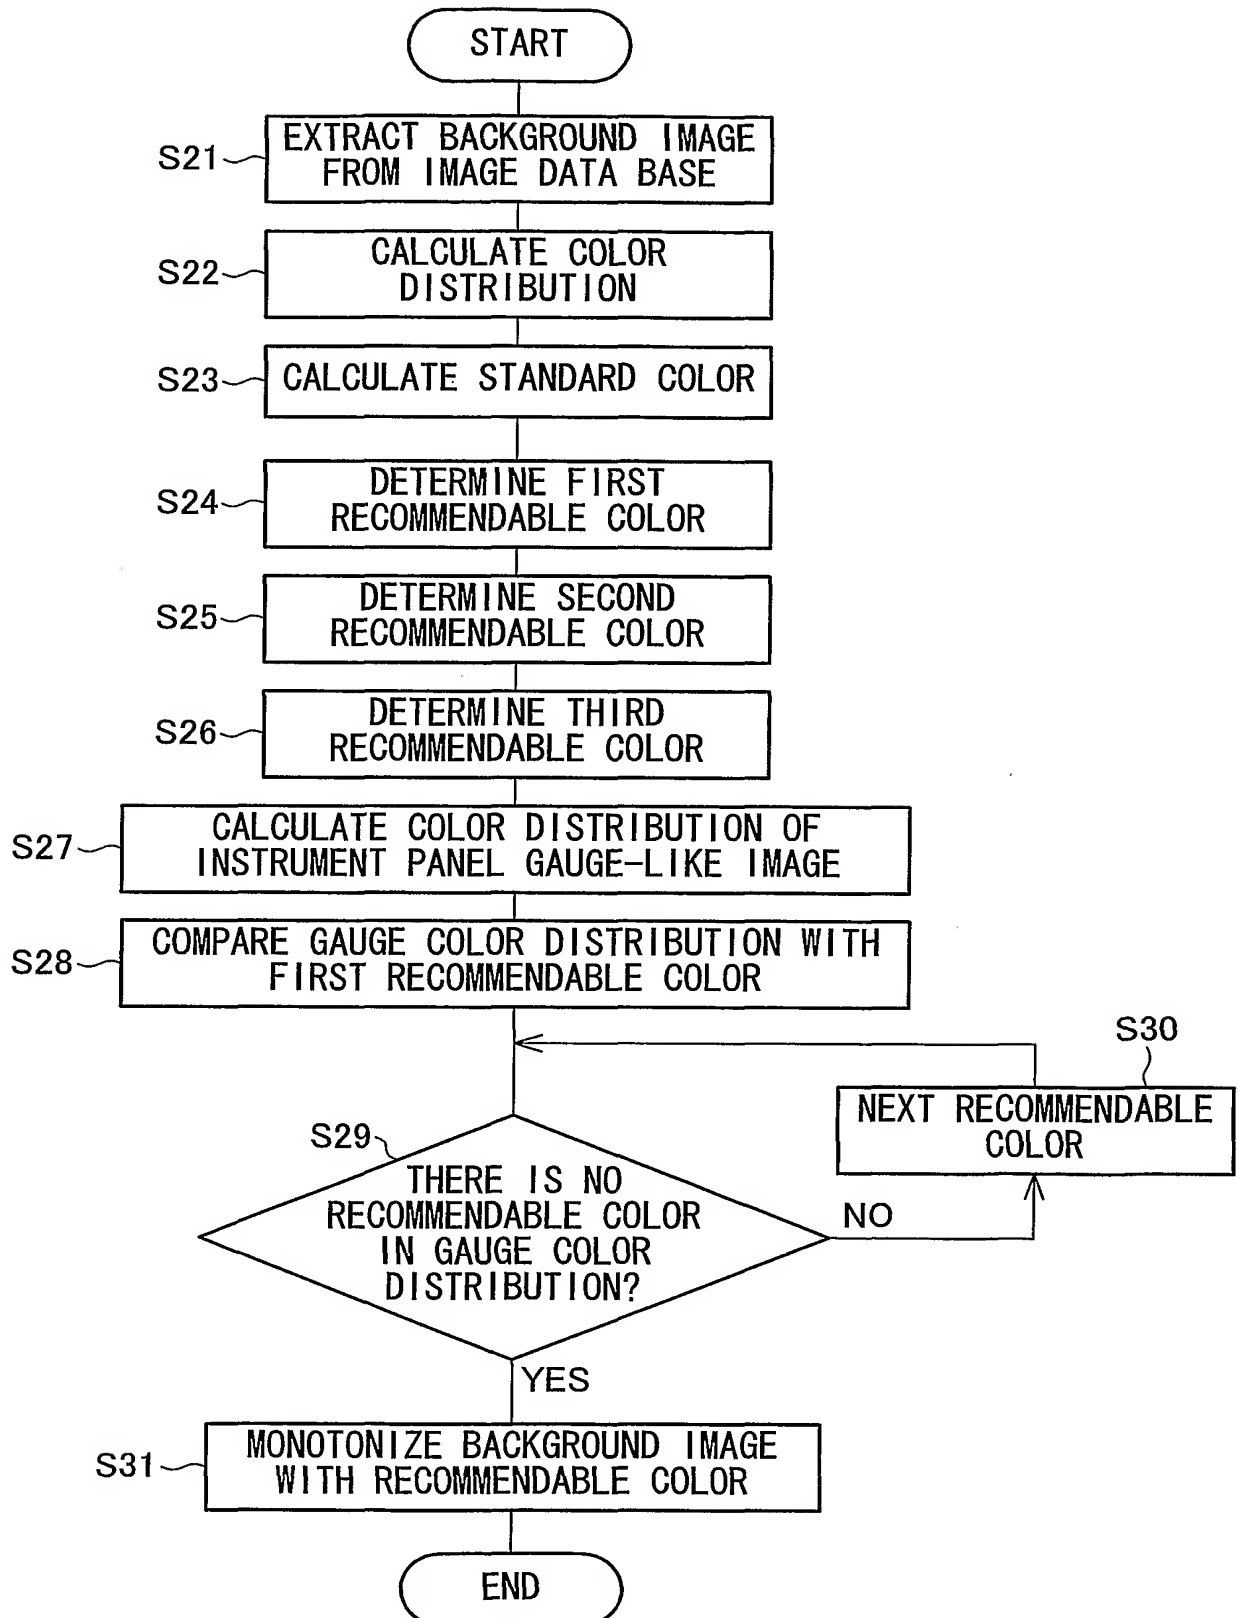 START
S21
EXTRACT BACKGROUND IMAGE
FROM IMAGE DATA BASE
S22
CALCULATE COLOR
DISTRIBUTION
S23
CALCULATE STANDARD COLOR
S24
DETERMINE FIRST
RECOMMENDABLE COLOR
S25
DETERMINE SECOND
RECOMMENDABLE COLOR
S26
DETERMINE THIRD
RECOMMENDABLE COLOR
S27
CALCULATE COLOR DISTRIBUTION OF
INSTRUMENT PANEL GAUGE-LIKE IMAGE
S28
COMPARE GAUGE COLOR DISTRIBUTION WITH
FIRST RECOMMENDABLE COLOR
S30
NEXT RECOMMENDABLE
COLOR
S29
THERE IS NO
RECOMMENDABLE COLOR
IN GAUGE COLOR
DISTRIBUTION?
NO
YES
S31
MONOTONIZE BACKGROUND IMAGE
WITH RECOMMENDABLE COLOR
END